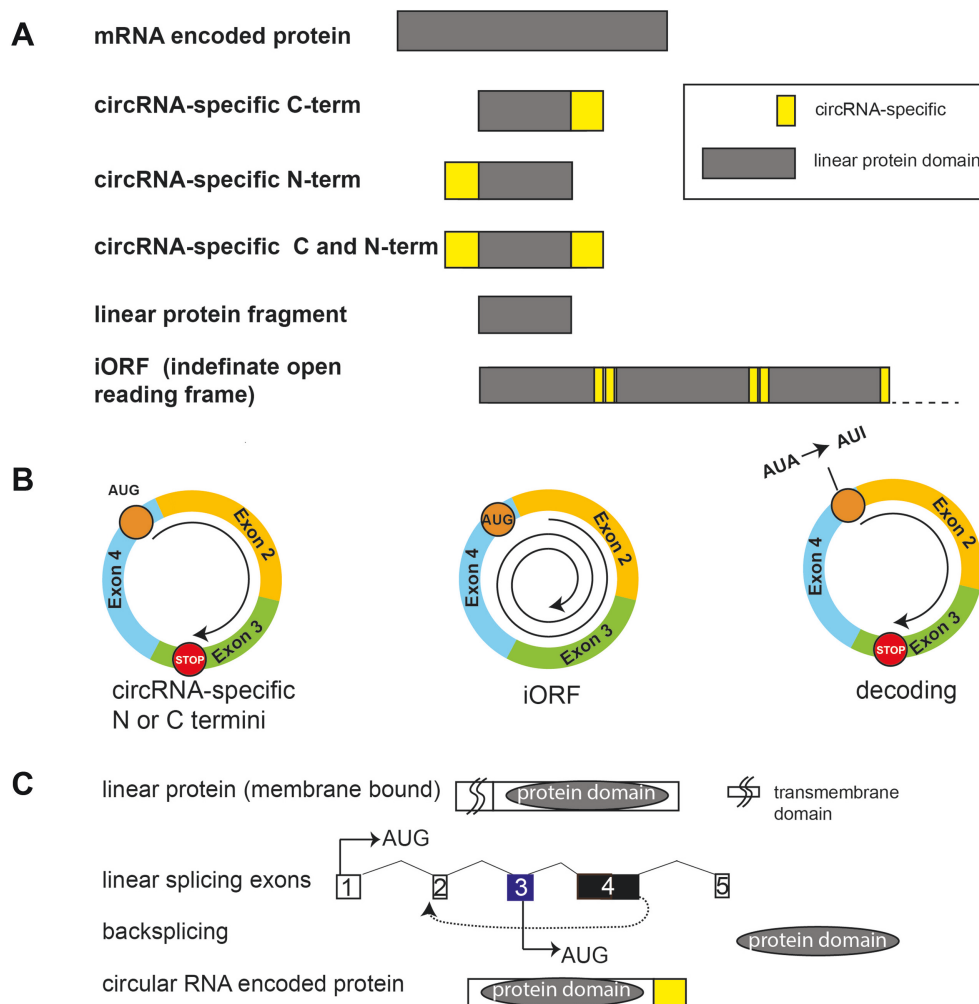 A
mRNA encoded protein
circRNA-specific C-term
circRNA-specific
circRNA-specific N-term
linear protein domain
circRNA-specific C and N-term
linear protein fragment
iORF (indefinate open
reading frame)
B
AUG
Exon 2
Exon 3
Exon 4
STOP
circRNA-specific
N or C termini
AUG
Exon 2
Exon 3
Exon 4
iORF
AUA
AUI
Exon 2
Exon 3
Exon 4
STOP
decoding
C
linear protein (membrane bound)
protein domain
transmembrane
domain
AUG
linear splicing exons
1
2
3
4
5
backsplicing
AUG
protein domain
circular RNA encoded protein
protein domain